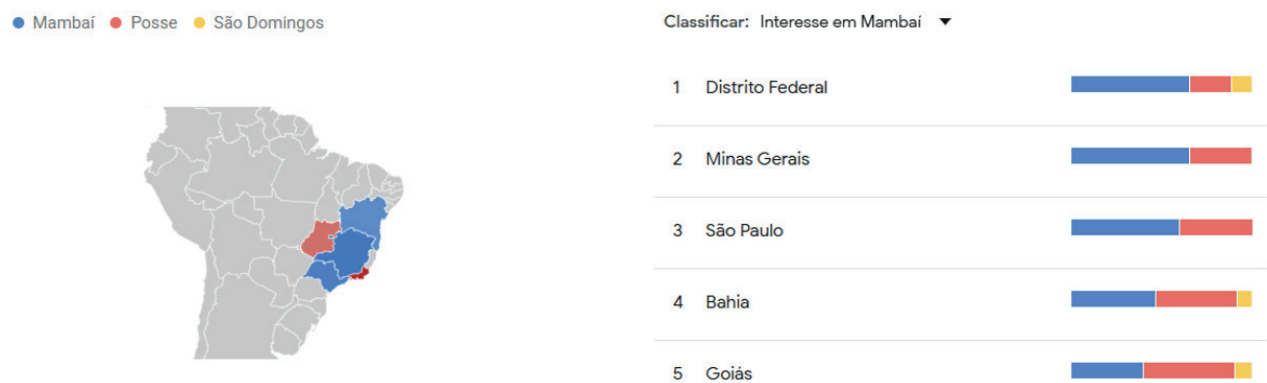 Mambaí Posse São Domingos
Classificar: Interesse em Mambaí
1 Distrito Federal
2 Minas Gerais
3 São Paulo
4 Bahia
5 Goiás